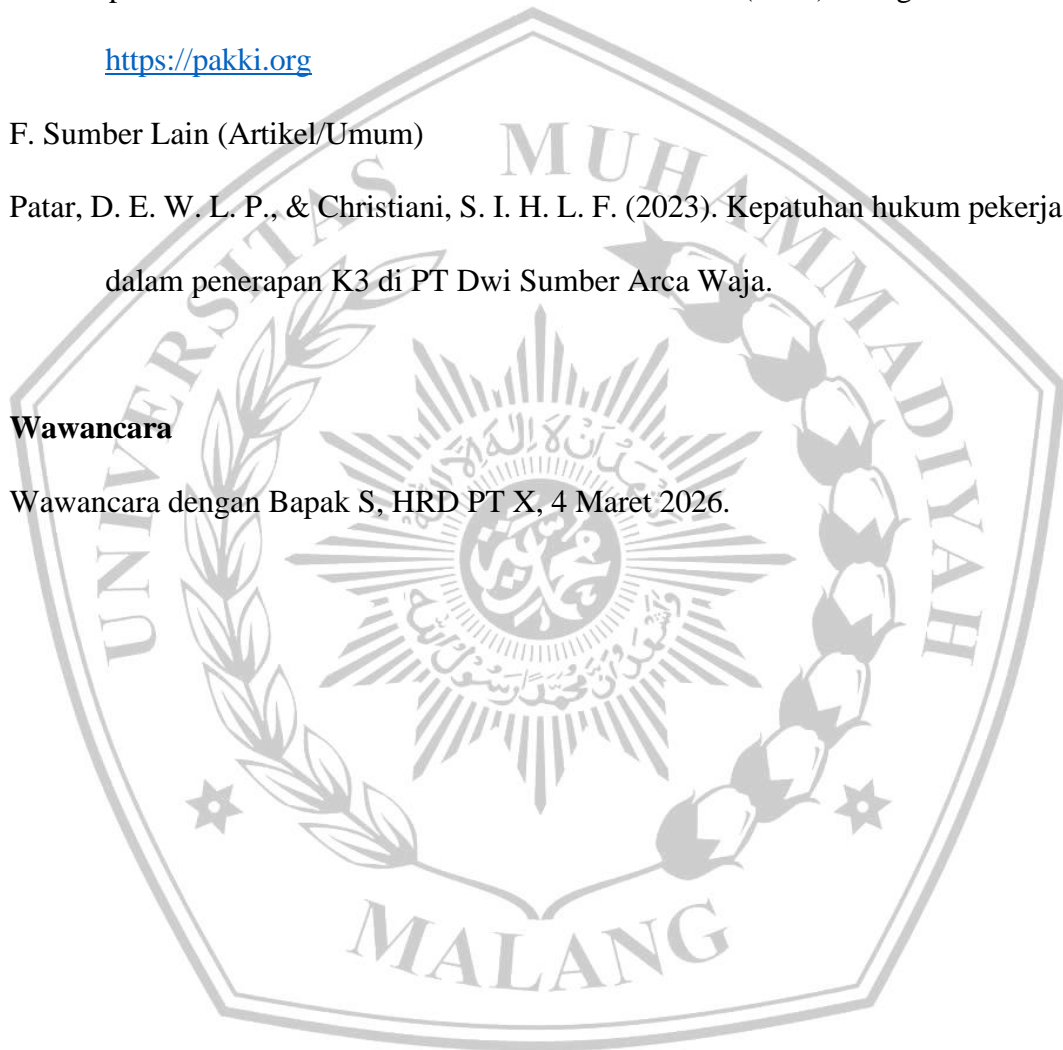 https://pakki.org
F. Sumber Lain (Artikel/Umum)
Patar, D. E. W. L. P., & Christiani, S. I. H. L. F. (2023). Kepatuhan hukum pekerja
dalam penerapan K3 di PT Dwi Sumber Arca Waja.
Wawancara
Wawancara dengan Bapak S, HRD PT X, 4 Maret 2026.
UNIVERSITAS MUHAMMADIYAH
MALANG